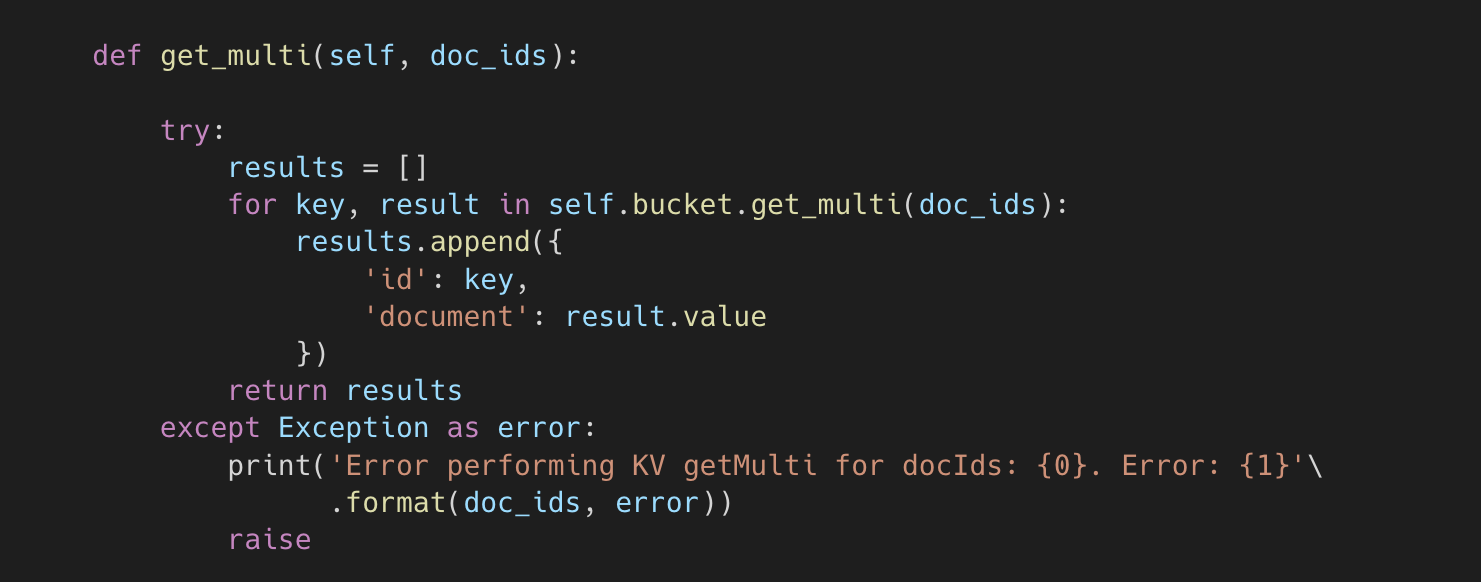 def get_multi(self, doc_ids):
try:
results = []
for key, result in self.bucket.get_multi(doc_ids):
results.append({
'id': key,
'document': result.value
})
return results
except Exception as error:
print('Error performing KV getMulti for docIds: {0}. Error: {1}'\
.format(doc_ids, error))
raise